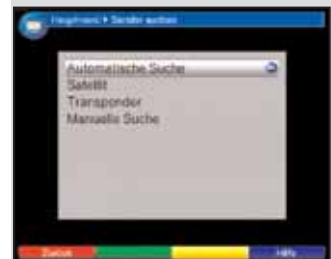 Hauptmenü ▸ Sender suchen
Automatische Suche
Satellit
Transponder
Manuelle Suche
Zurück
Hilfe